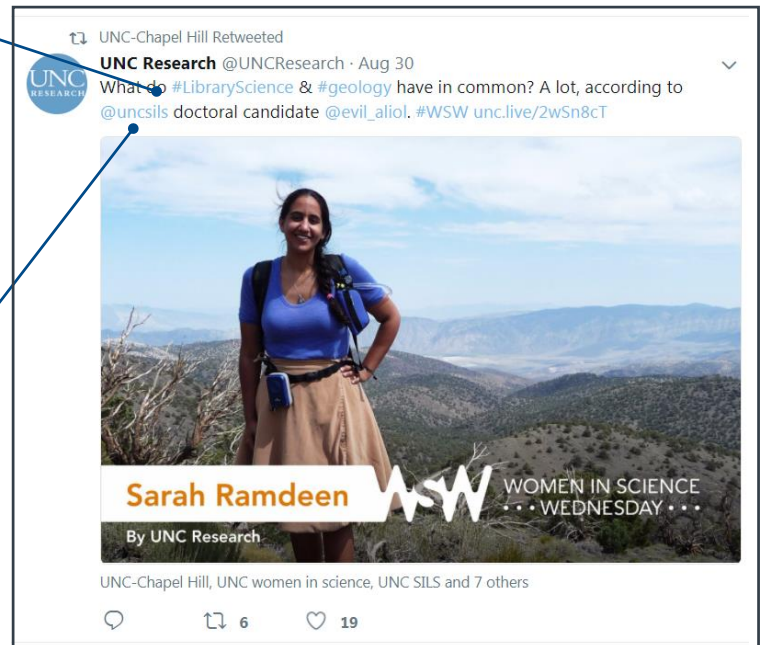 UNC-Chapel Hill Retweeted
UNC
RESEARCH
UNC Research @UNCResearch · Aug 30
What do #LibraryScience & #geology have in common? A lot, according to
@uncsils doctoral candidate @evil_aliol. #WSW unc.live/2wSn8cT
Sarah Ramdeen
By UNC Research
WSW
WOMEN IN SCIENCE
• • • WEDNESDAY • • •
UNC-Chapel Hill, UNC women in science, UNC SILS and 7 others
6
19